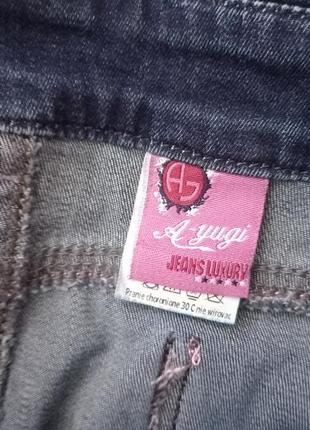 AG
A-yugi
JEANS LUXURY
Pranie chronione 30 C nie wirowac